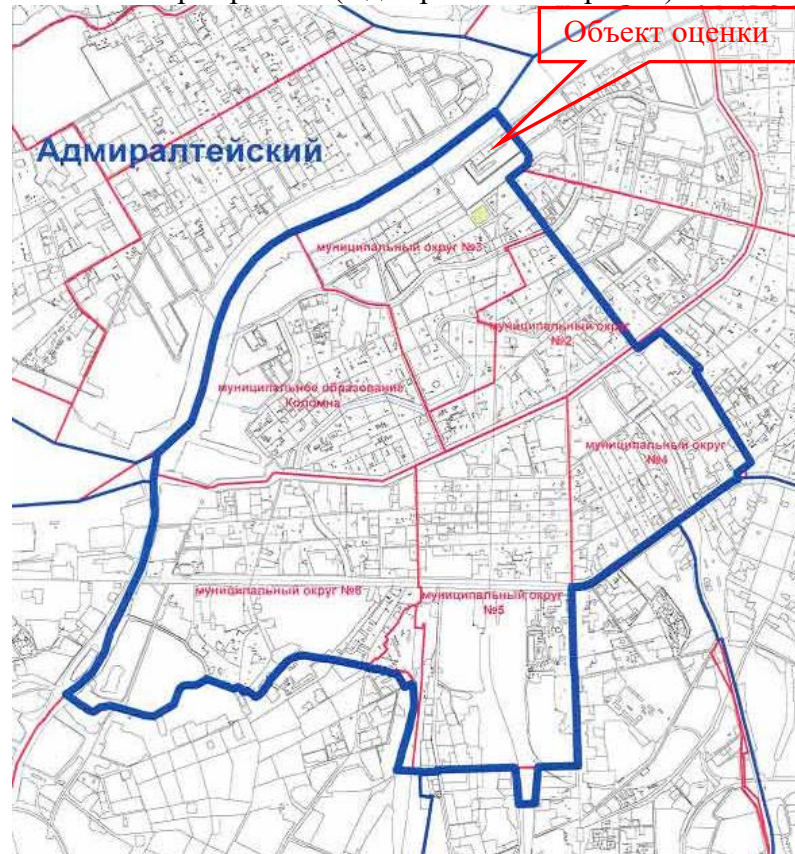 Объект оценки
Адмиралтейский
муниципальный округ №3
муниципальный округ
№2
муниципальное образование
Коломна
муниципальный округ
№4
муниципальный округ №6
муниципальный округ
№5